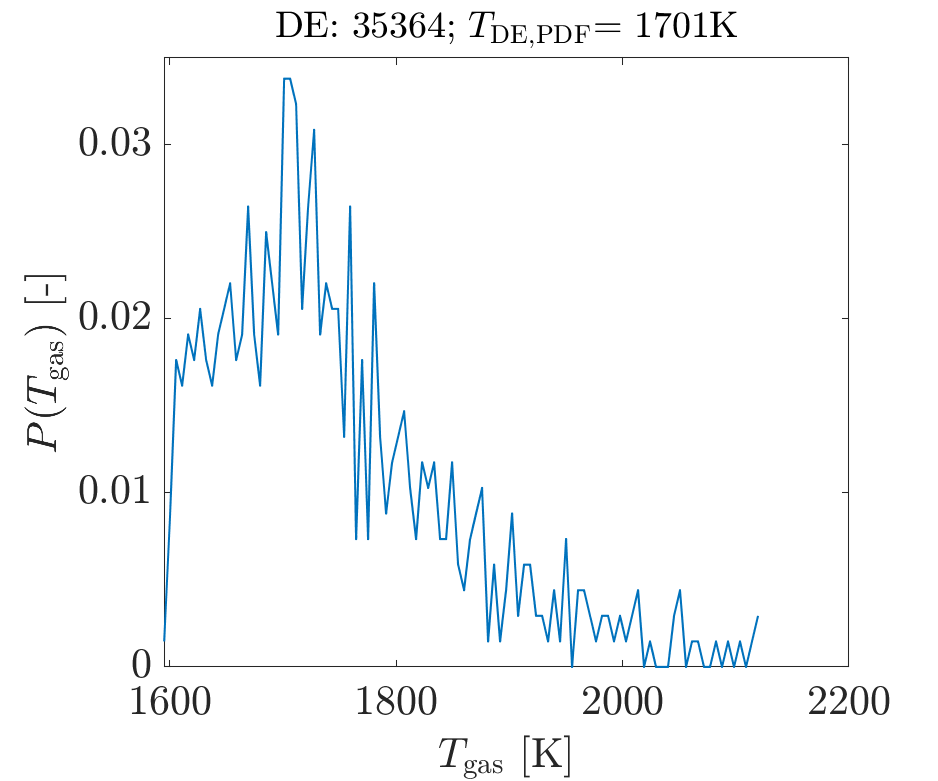 DE: 35364; T_DE,PDF= 1701K
0.03
0.02
0.01
0
P(T_gas) [-]
1600 1800 2000 2200
T_gas [K]